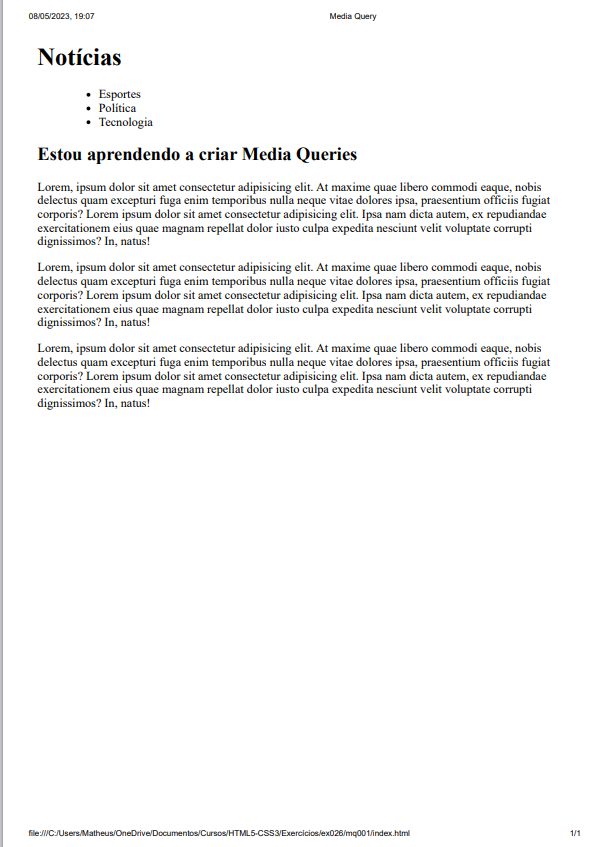 08/05/2023, 19:07 Media Query
Notícias
Esportes
Política
Tecnologia
Estou aprendendo a criar Media Queries
Lorem, ipsum dolor sit amet consectetur adipisicing elit. At maxime quae libero commodi eaque, nobis
delectus quam excepturi fuga enim temporibus nulla neque vitae dolores ipsa, praesentium officiis fugiat
corporis? Lorem ipsum dolor sit amet consectetur adipisicing elit. Ipsa nam dicta autem, ex repudiandae
exercitationem eius quae magnam repellat dolor iusto culpa expedita nesciunt velit voluptate corrupti
dignissimos? In, natus!
Lorem, ipsum dolor sit amet consectetur adipisicing elit. At maxime quae libero commodi eaque, nobis
delectus quam excepturi fuga enim temporibus nulla neque vitae dolores ipsa, praesentium officiis fugiat
corporis? Lorem ipsum dolor sit amet consectetur adipisicing elit. Ipsa nam dicta autem, ex repudiandae
exercitationem eius quae magnam repellat dolor iusto culpa expedita nesciunt velit voluptate corrupti
dignissimos? In, natus!
Lorem, ipsum dolor sit amet consectetur adipisicing elit. At maxime quae libero commodi eaque, nobis
delectus quam excepturi fuga enim temporibus nulla neque vitae dolores ipsa, praesentium officiis fugiat
corporis? Lorem ipsum dolor sit amet consectetur adipisicing elit. Ipsa nam dicta autem, ex repudiandae
exercitationem eius quae magnam repellat dolor iusto culpa expedita nesciunt velit voluptate corrupti
dignissimos? In, natus!
file:///C:/Users/Matheus/OneDrive/Documentos/Cursos/HTML5-CSS3/Exercícios/ex026/mq001/index.html 1/1